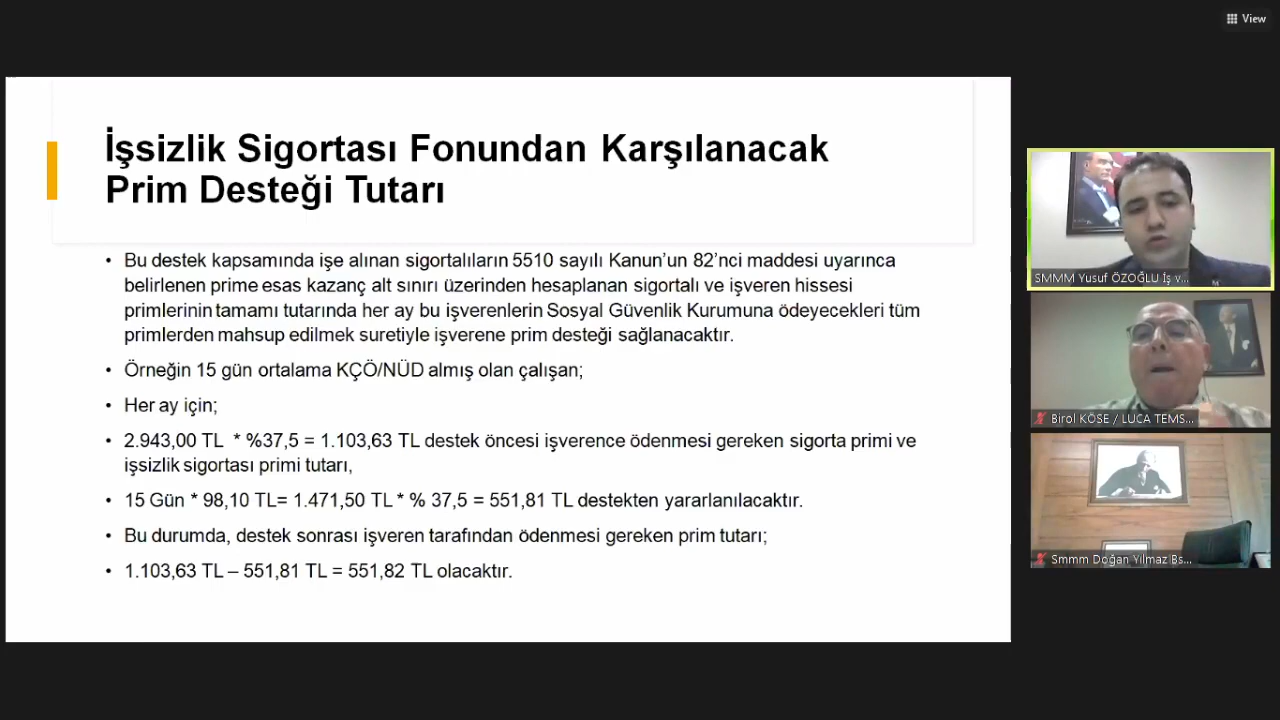 View
İşsizlik Sigortası Fonundan Karşılanacak
Prim Desteği Tutarı
• Bu destek kapsamında işe alınan sigortalıların 5510 sayılı Kanun’un 82’nci maddesi uyarınca
belirlenen prime esas kazanç alt sınırı üzerinden hesaplanan sigortalı ve işveren hissesi
primlerinin tamamı tutarında her ay bu işverenlerin Sosyal Güvenlik Kurumuna ödeyecekleri tüm
primlerden mahsup edilmek suretiyle işverene prim desteği sağlanacaktır.
• Örneğin 15 gün ortalama KÇÖ/NÜD almış olan çalışan;
• Her ay için;
• 2.943,00 TL * %37,5 = 1.103,63 TL destek öncesi işverence ödenmesi gereken sigorta primi ve
işsizlik sigortası primi tutarı,
• 15 Gün * 98,10 TL= 1.471,50 TL * % 37,5 = 551,81 TL destekten yararlanılacaktır.
• Bu durumda, destek sonrası işveren tarafından ödenmesi gereken prim tutarı;
• 1.103,63 TL – 551,81 TL = 551,82 TL olacaktır.
SMMM Yusuf ÖZOĞLU İş v...
Birol KÖSE / LUCA TEMS...
Smmm Doğan Yılmaz Bs...